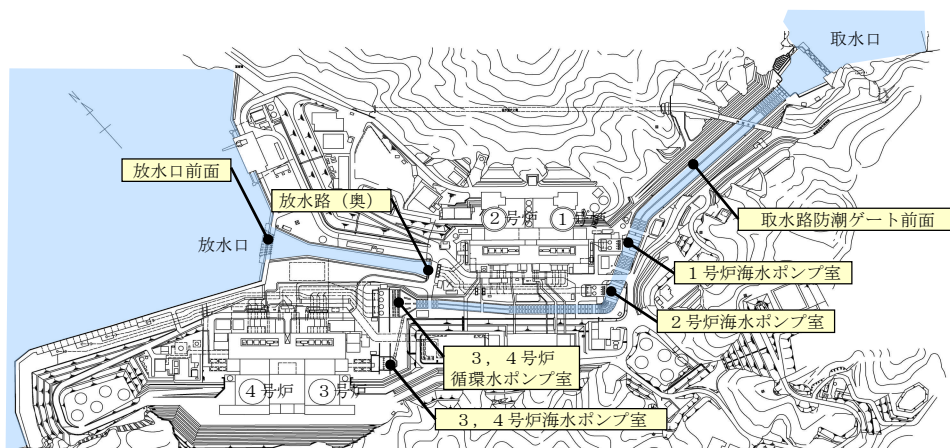 取水口
N
放水口前面
放水路（奥）
②号炉
①号炉
取水路防潮ゲート前面
放水口
１号炉海水ポンプ室
２号炉海水ポンプ室
３，４号炉
循環水ポンプ室
④号炉
③号炉
３，４号炉海水ポンプ室